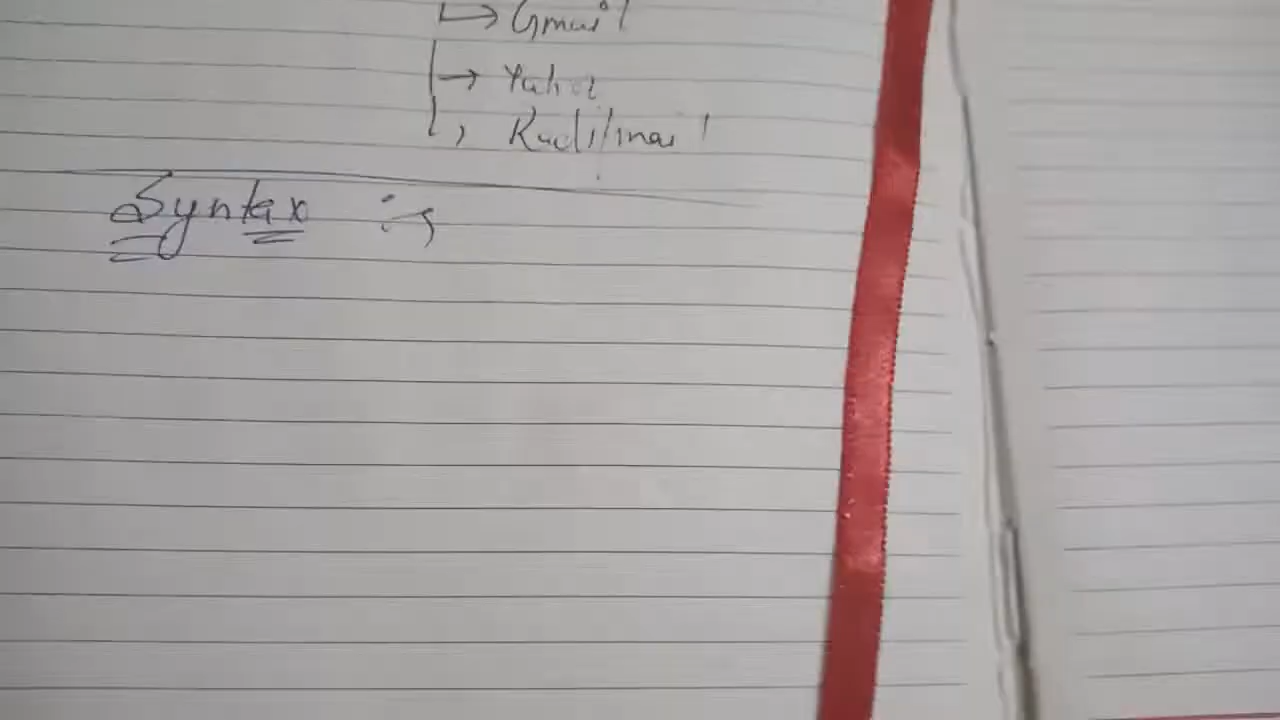 → Gmail
→ Yahoo
Rediffmail
Syntax :-